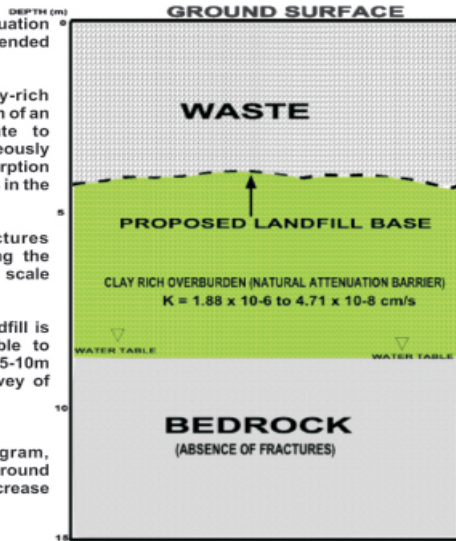 DEPTH (m)
GROUND SURFACE
0
uation
ended
y-rich
n of an
te to
eously
rption
in the
ctures
g the
scale
dfill is
ble to
5-10m
vey of
gram,
round
crease
WASTE
5
PROPOSED LANDFILL BASE
CLAY RICH OVERBURDEN (NATURAL ATTENUATION BARRIER)
K = 1.88 x 10-6 to 4.71 x 10-8 cm/s
WATER TABLE
WATER TABLE
10
BEDROCK
(ABSENCE OF FRACTURES)
15